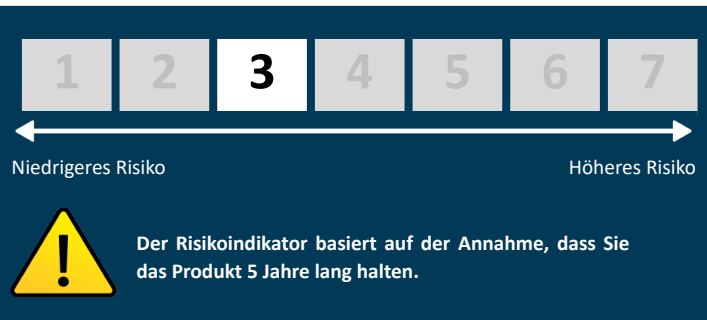 1 2 3 4 5 6 7
Niedrigeres Risiko Höheres Risiko
!
Der Risikoindikator basiert auf der Annahme, dass Sie
das Produkt 5 Jahre lang halten.